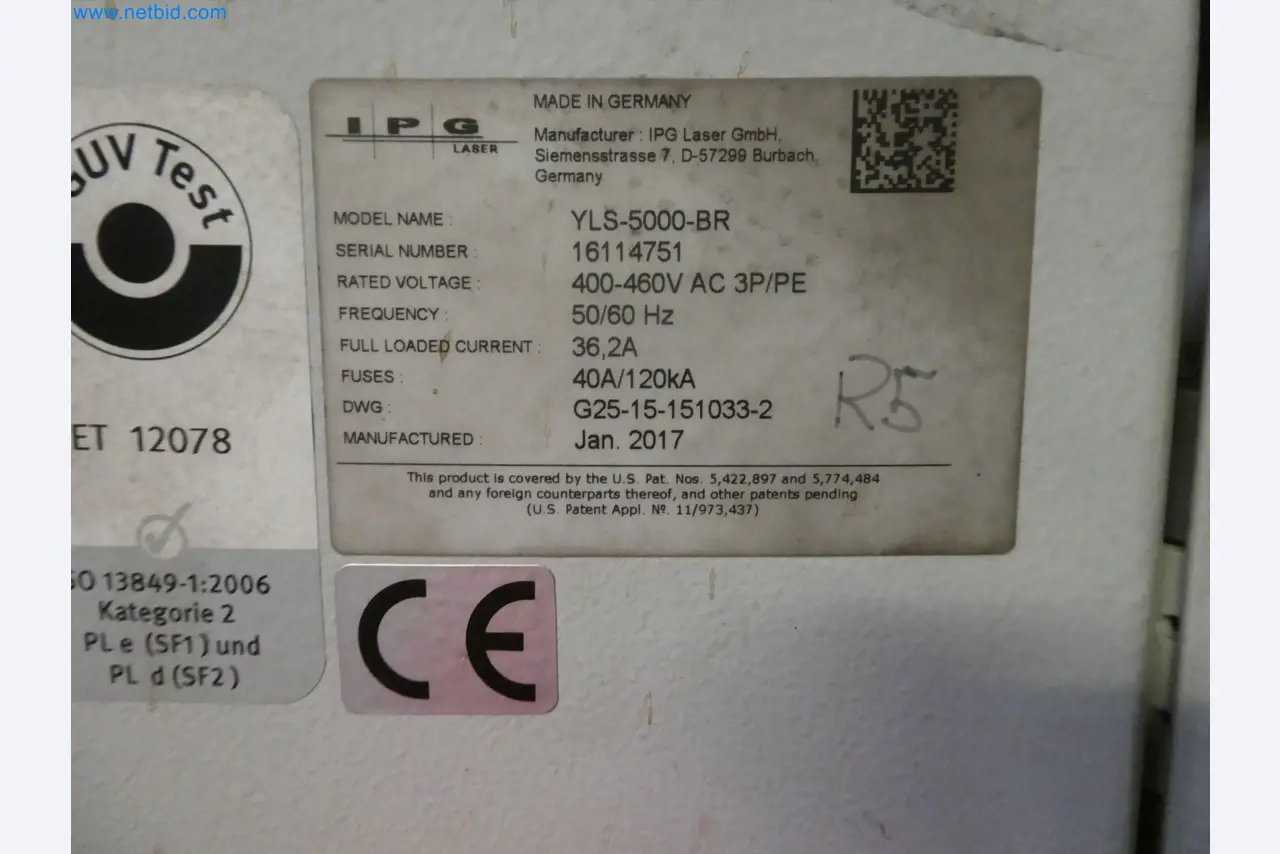 www.netbid.com
GUV Test
ET 12078
ISO 13849-1:2006
Kategorie 2
PL e (SF1) und
PL d (SF2)
IPG
LASER
MADE IN GERMANY
Manufacturer : IPG Laser GmbH,
Siemensstrasse 7, D-57299 Burbach,
Germany
MODEL NAME : YLS-5000-BR
SERIAL NUMBER : 16114751
RATED VOLTAGE : 400-460V AC 3P/PE
FREQUENCY : 50/60 Hz
FULL LOADED CURRENT : 36,2A
FUSES : 40A/120kA
DWG : G25-15-151033-2
MANUFACTURED : Jan. 2017
R5
This product is covered by the U.S. Pat. Nos. 5,422,897 and 5,774,484
and any foreign counterparts thereof, and other patents pending
(U.S. Patent Appl. Nº. 11/973,437)
CE